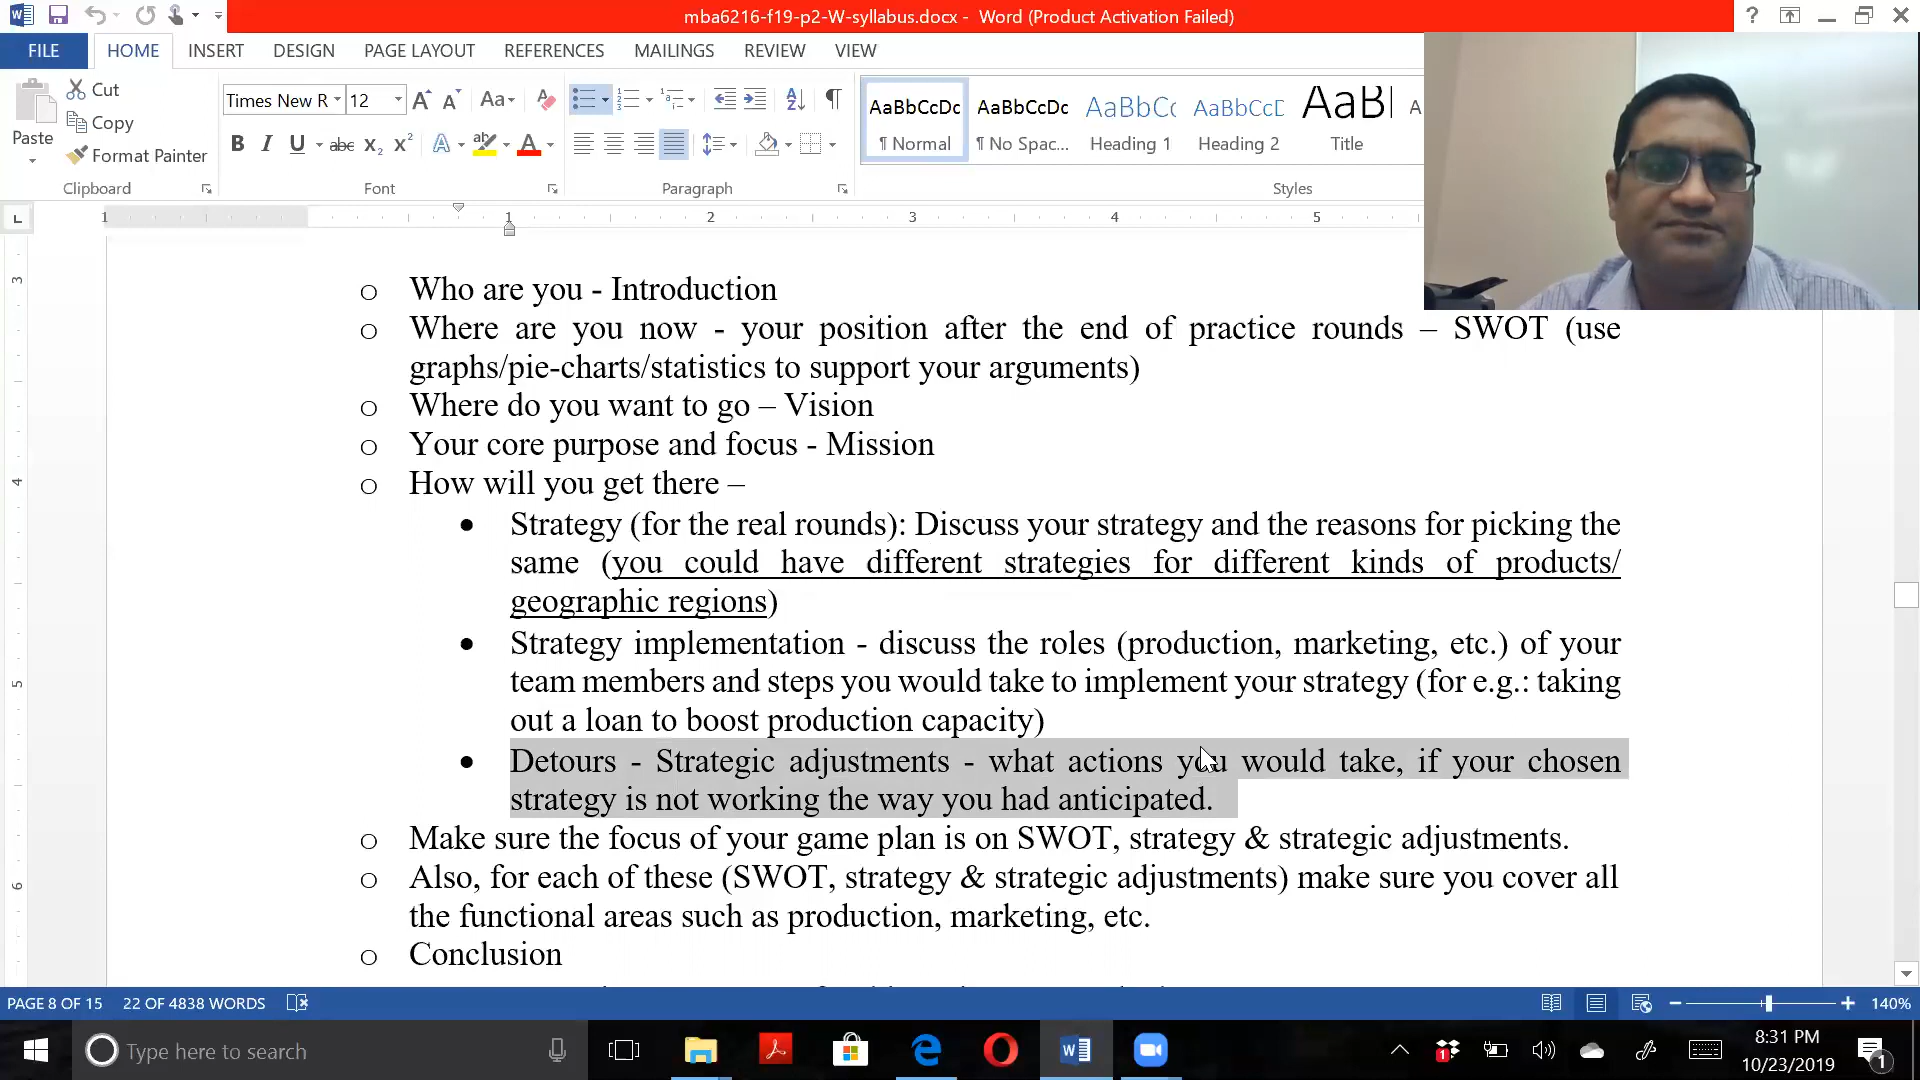 mba6216-f19-p2-W-syllabus.docx - Word (Product Activation Failed)
FILE HOME INSERT DESIGN PAGE LAYOUT REFERENCES MAILINGS REVIEW VIEW
Paste
Cut
Copy
Format Painter
Clipboard
Times New R 12
Font
Paragraph
AaBbCcDc AaBbCcDc AaBbCc AaBbCcD AaBl A
¶ Normal ¶ No Spac... Heading 1 Heading 2 Title
Styles
1 1 2 3 4 5
3
4
5
6
o Who are you - Introduction
o Where are you now - your position after the end of practice rounds – SWOT (use
graphs/pie-charts/statistics to support your arguments)
o Where do you want to go – Vision
o Your core purpose and focus - Mission
o How will you get there –
• Strategy (for the real rounds): Discuss your strategy and the reasons for picking the
same (you could have different strategies for different kinds of products/
geographic regions)
• Strategy implementation - discuss the roles (production, marketing, etc.) of your
team members and steps you would take to implement your strategy (for e.g.: taking
out a loan to boost production capacity)
• Detours - Strategic adjustments - what actions you would take, if your chosen
strategy is not working the way you had anticipated.
o Make sure the focus of your game plan is on SWOT, strategy & strategic adjustments.
o Also, for each of these (SWOT, strategy & strategic adjustments) make sure you cover all
the functional areas such as production, marketing, etc.
o Conclusion
PAGE 8 OF 15 22 OF 4838 WORDS 140%
Type here to search
8:31 PM
10/23/2019
1